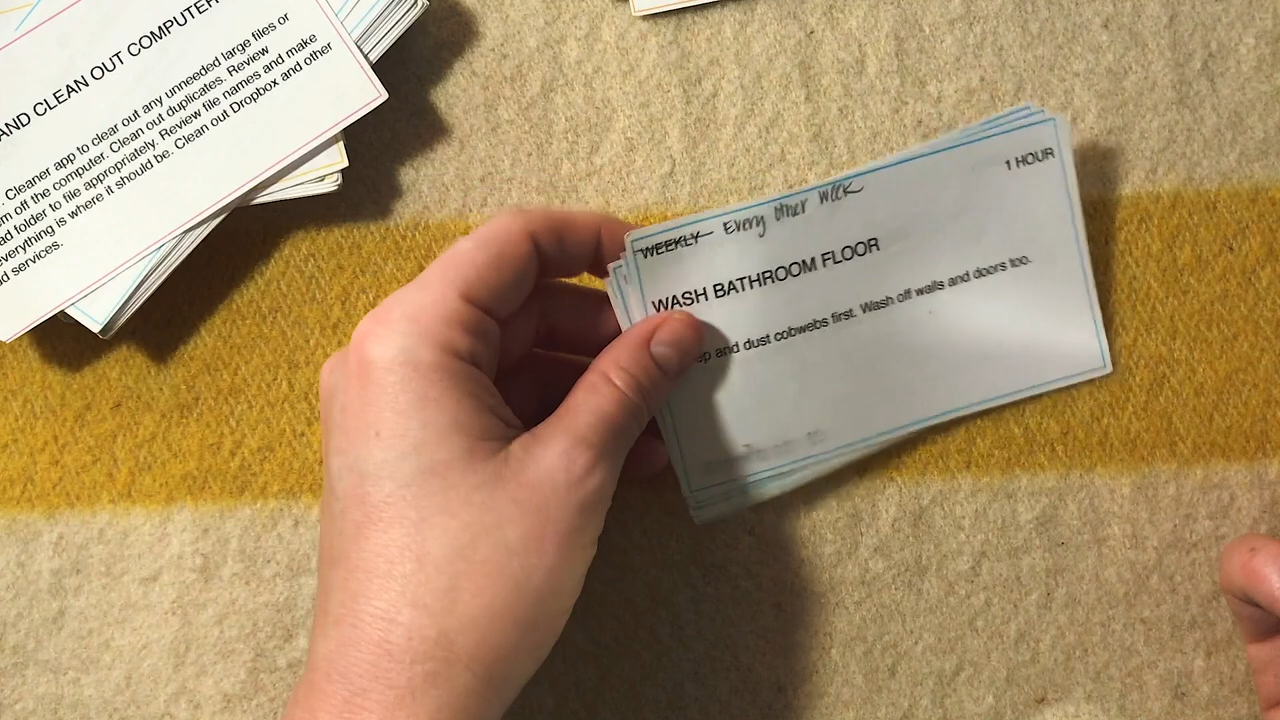 AND CLEAN OUT COMPUTER
. Cleaner app to clear out any unneeded large files or
off the computer. Clean out duplicates. Review
folder to file appropriately. Review file names and make
everything is where it should be. Clean out Dropbox and other
services.
1 HOUR
WEEKLY Every Other Week
WASH BATHROOM FLOOR
and dust cobwebs first. Wash off walls and doors too.